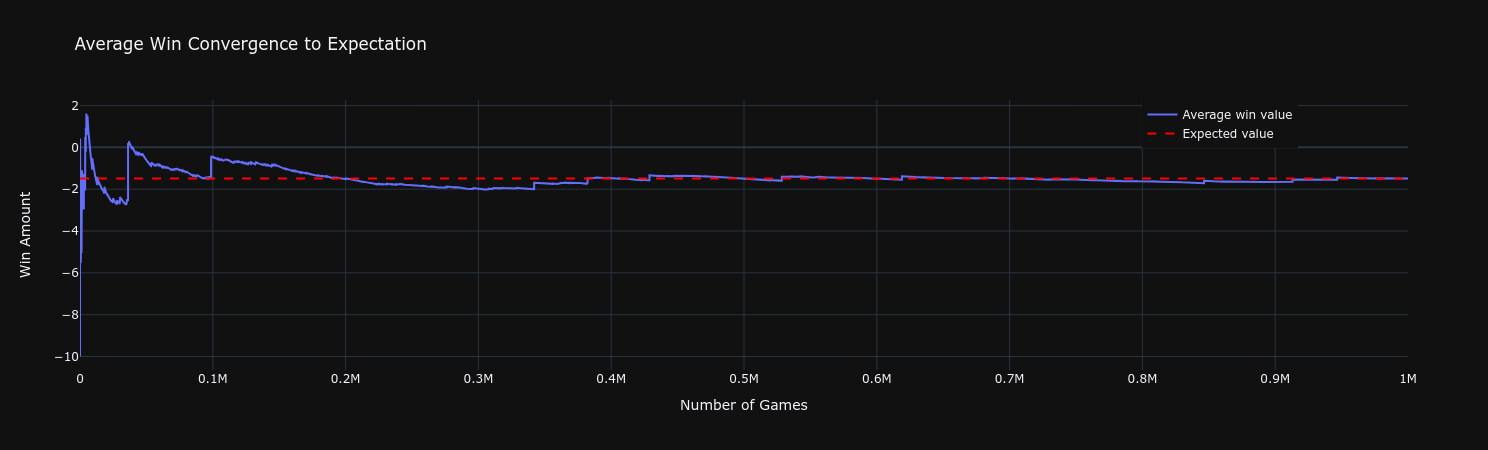 Average Win Convergence to Expectation
Average win value
Expected value
Win Amount
2
0
−2
−4
−6
−8
−10
0
0.1M
0.2M
0.3M
0.4M
0.5M
0.6M
0.7M
0.8M
0.9M
1M
Number of Games